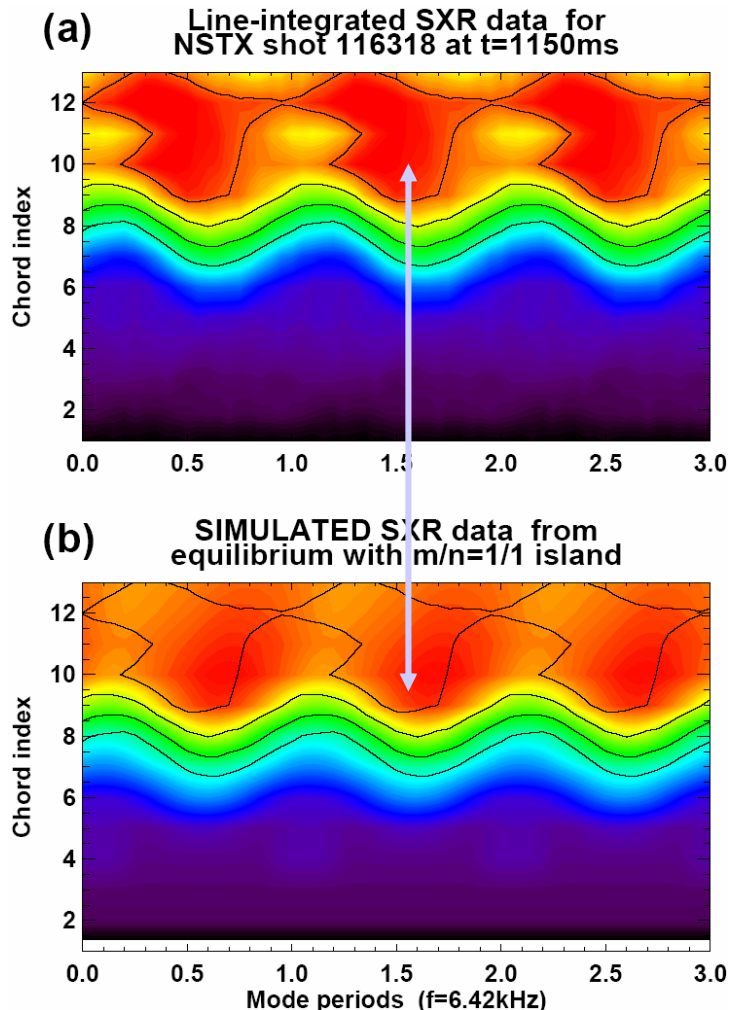 (a)
Line-integrated SXR data for
NSTX shot 116318 at t=1150ms
Chord index
12
10
8
6
4
2
0.0 0.5 1.0 1.5 2.0 2.5 3.0
(b)
SIMULATED SXR data from
equilibrium with m/n=1/1 island
Chord index
12
10
8
6
4
2
0.0 0.5 1.0 1.5 2.0 2.5 3.0
Mode periods (f=6.42kHz)